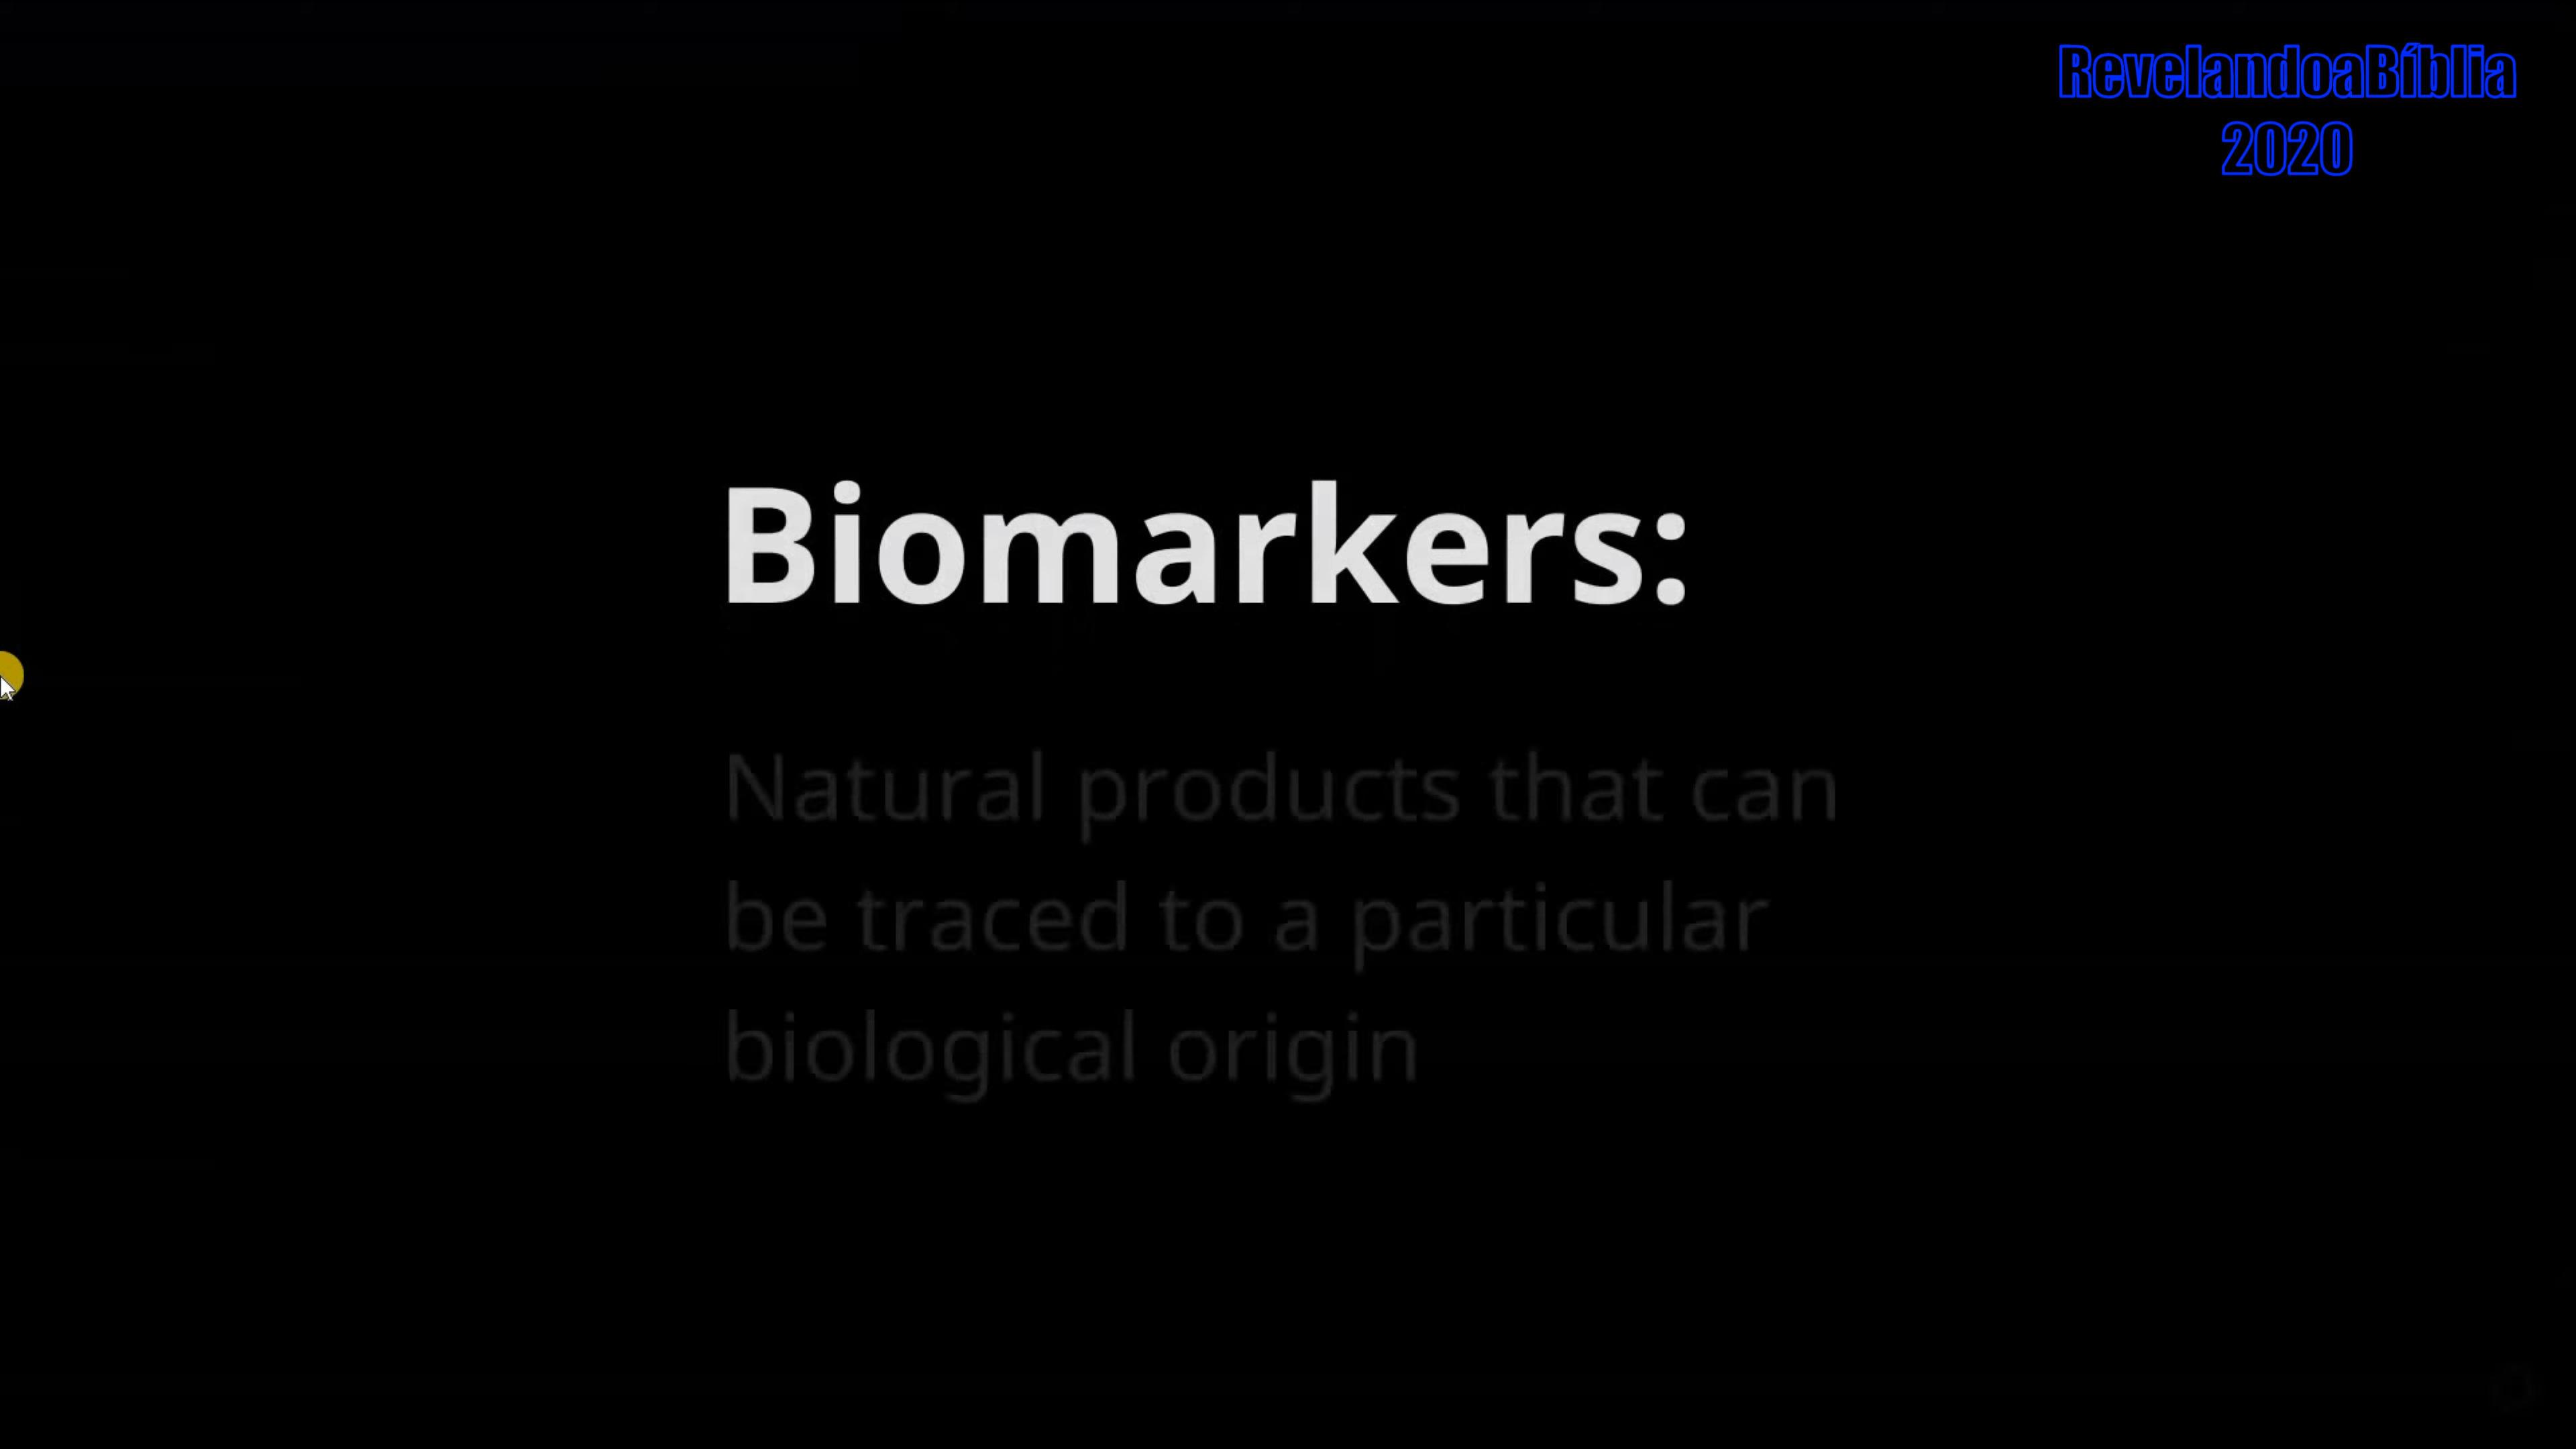 RevelandoaBíblia
2020
Biomarkers:
Natural products that can
be traced to a particular
biological origin